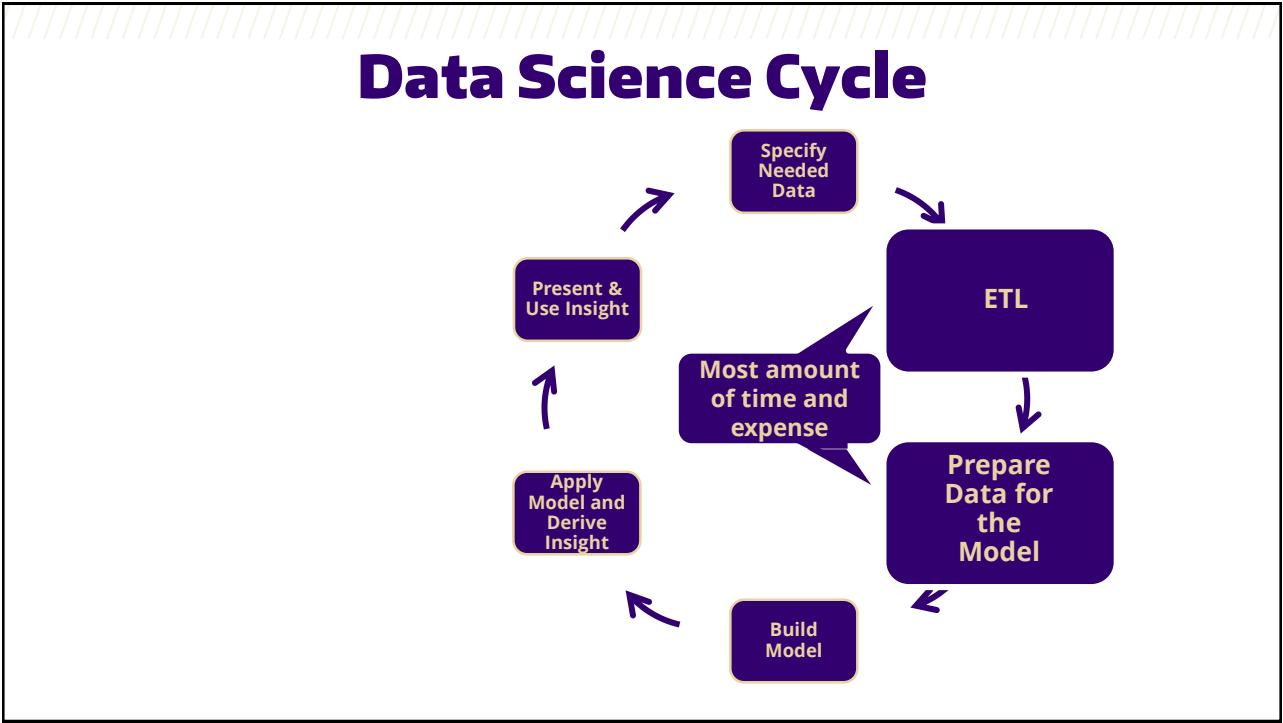 Data Science Cycle
Specify
Needed
Data
ETL
Most amount
of time and
expense
Prepare
Data for
the
Model
Build
Model
Apply
Model and
Derive
Insight
Present &
Use Insight